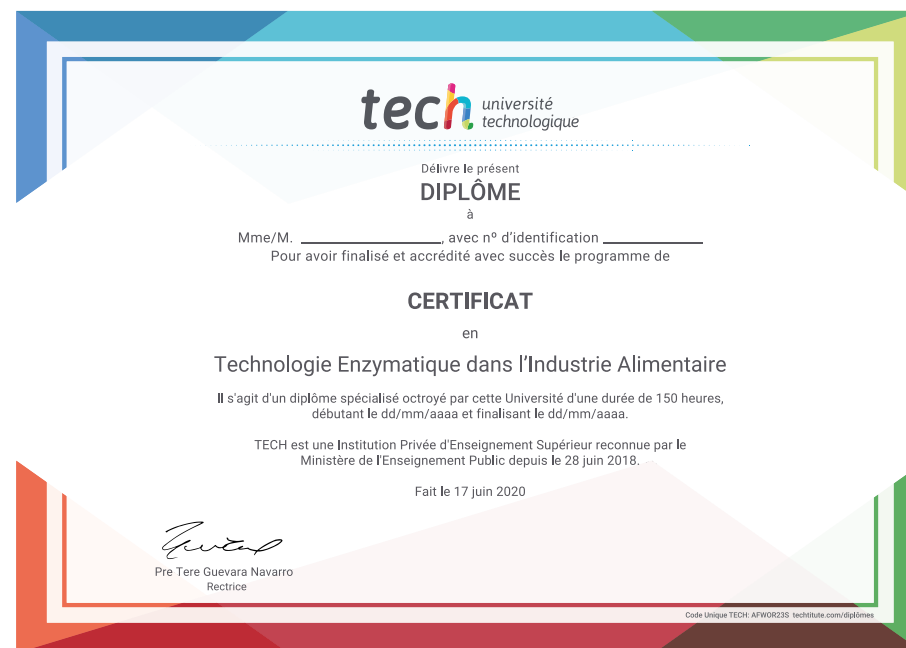 tech université
technologique
Délivre le présent
DIPLÔME
à
Mme/M. ____________________, avec nº d'identification ______________
Pour avoir finalisé et accrédité avec succès le programme de
CERTIFICAT
en
Technologie Enzymatique dans l'Industrie Alimentaire
Il s'agit d'un diplôme spécialisé octroyé par cette Université d'une durée de 150 heures,
débutant le dd/mm/aaaa et finalisant le dd/mm/aaaa.
TECH est une Institution Privée d'Enseignement Supérieur reconnue par le
Ministère de l'Enseignement Public depuis le 28 juin 2018.
Fait le 17 juin 2020
Pre Tere Guevara Navarro
Rectrice
Code Unique TECH: AFWOR23S techtitute.com/diplômes